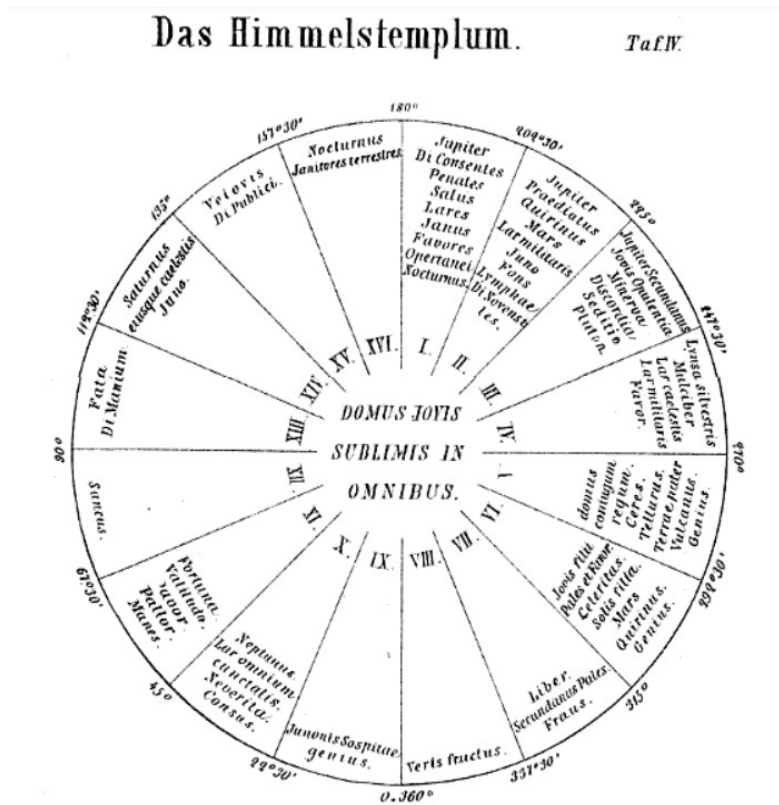 Das Himmelstemplum.
Taf.IV.
180°
202°30'
225°
247°30'
270°
292°30'
315°
337°30'
0.360°
22°30'
45°
67°30'
90°
112°30'
135°
157°30'
Jupiter
Di Consentes
Penates
Salus
Lares
Janus
Favores
Opertanei
Nocturnus.
I.
Jupiter
Praediatus
Quirinus
Mars
Lar militaris
Juno
Fons
Lymphae
Di Novensi
les.
II.
Jupiter Secundanus
Jovis Opulentia
Minerva
Discordia
Seditio
Pluton.
III.
Lynsa silvestris
Mulciber
Lar caelestis
Lar militaris
Favor.
IV.
domus
coniugum
regum.
Ceres.
Tellurus.
Terrae pater
Vulcanus.
Genius.
Jovis filii.
Pales et Favor.
Celeritas.
Solis filia.
Mars
Quirinus.
Genius.
VI.
Liber.
Secundanus Pales.
Fraus.
VII.
Veris fructus.
VIII.
Junonis Sospitae
genius.
IX.
Neptunus.
Lar omnium
cunctalis.
Neverita.
Consus.
X.
Fortuna.
Valitudo.
Pallor.
Manes.
XI.
Sancus.
XII
Fata
Di Manium.
XIII
Saturnus
eiusque caelestis
Juno.
XIV.
Veiovis
Di Publici.
XV.
Nocturnus
Janitores terrestres.
XVI.
DOMUS JOVIS
SUBLIMIS IN
OMNIBUS.